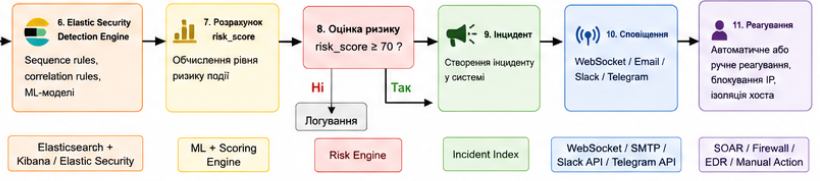 6. Elastic Security
Detection Engine
Sequence rules,
correlation rules,
ML-моделі
7. Розрахунок
risk_score
Обчислення рівня
ризику події
8. Оцінка ризику
risk_score ≥ 70 ?
Ні
Так
Логування
9. Інцидент
Створення інциденту
у системі
10. Сповіщення
WebSocket / Email /
Slack / Telegram
11. Реагування
Автоматичне або
ручне реагування,
блокування IP,
ізоляція хоста
Elasticsearch +
Kibana / Elastic Security
ML + Scoring
Engine
Risk Engine
Incident Index
WebSocket / SMTP /
Slack API / Telegram API
SOAR / Firewall /
EDR / Manual Action